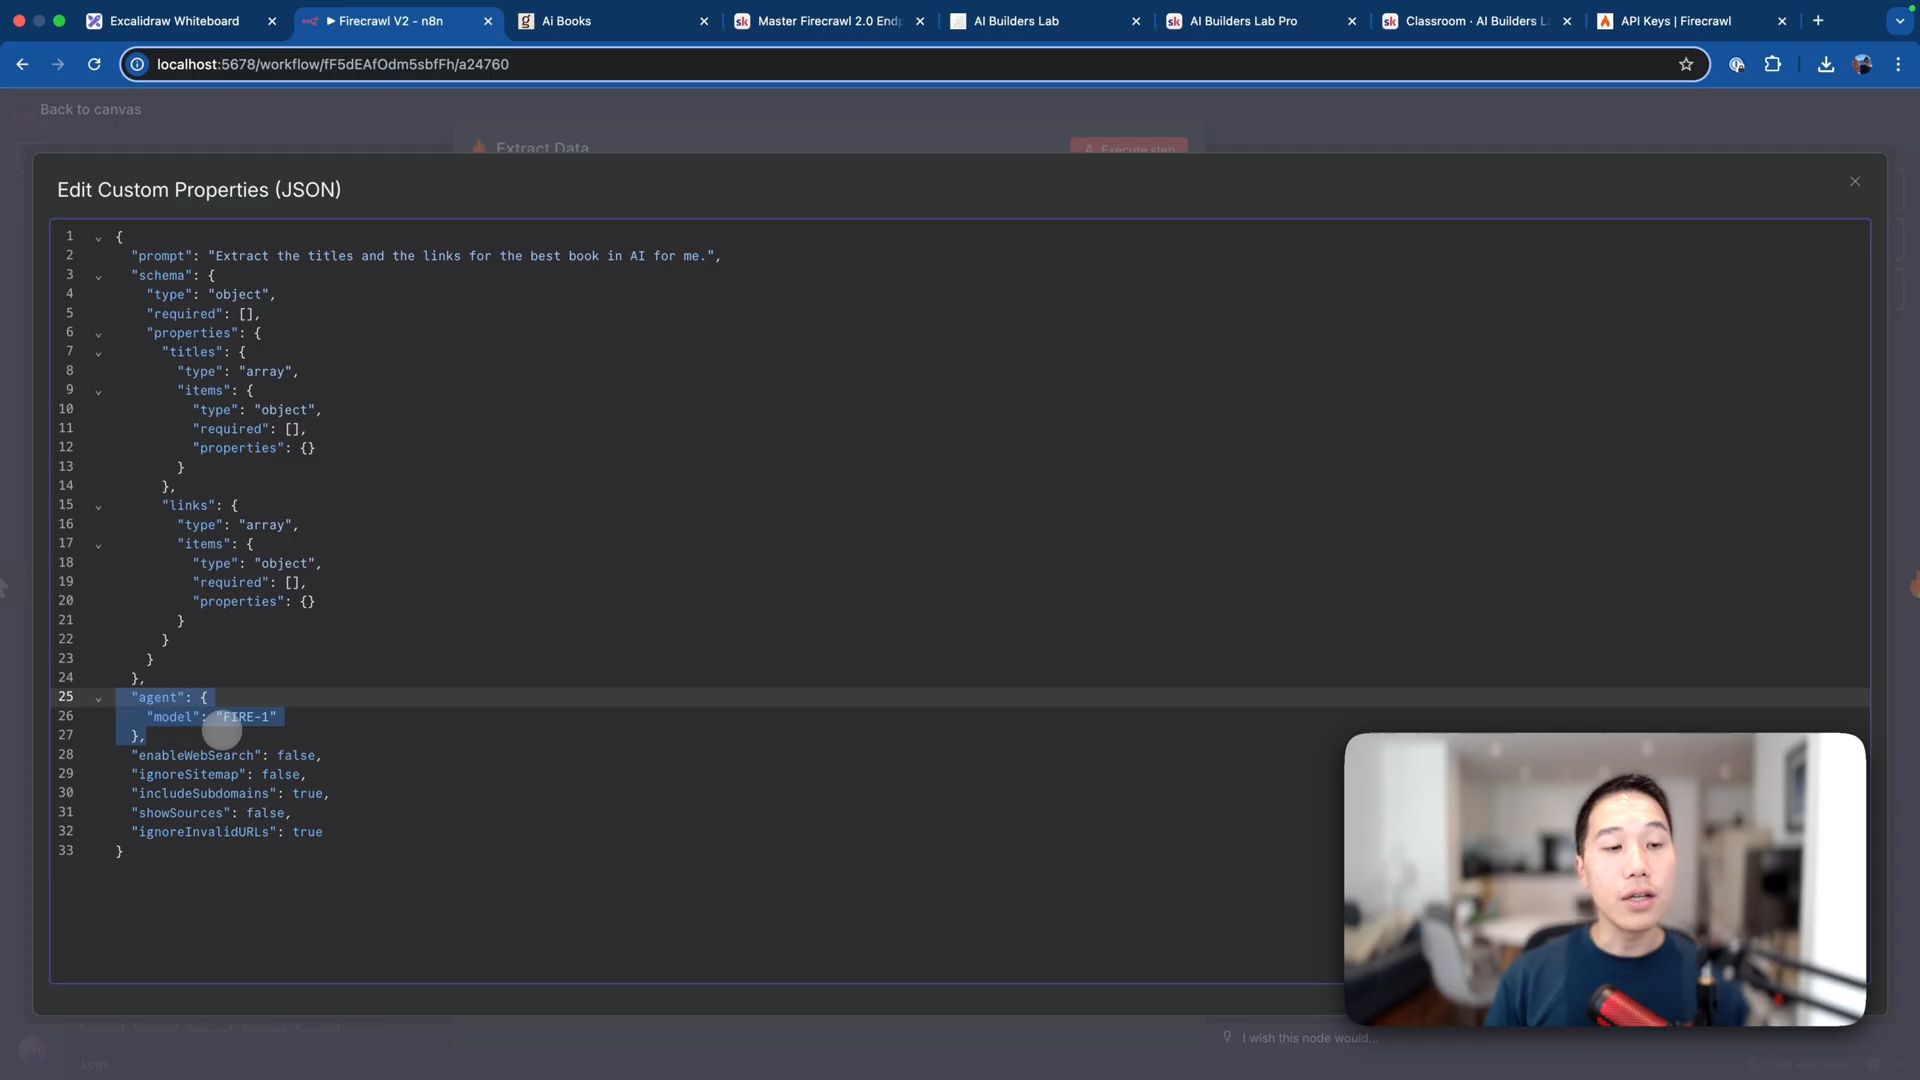 Excalidraw Whiteboard
Firecrawl V2 - n8n
Ai Books
Master Firecrawl 2.0 Endp
AI Builders Lab
AI Builders Lab Pro
Classroom · AI Builders L
API Keys | Firecrawl
localhost:5678/workflow/fF5dEAfOdm5sbfFh/a24760
Back to canvas
Extract Data
Execute step
Edit Custom Properties (JSON)
1 {
2 "prompt": "Extract the titles and the links for the best book in AI for me.",
3 "schema": {
4 "type": "object",
5 "required": [],
6 "properties": {
7 "titles": {
8 "type": "array",
9 "items": {
10 "type": "object",
11 "required": [],
12 "properties": {}
13 }
14 },
15 "links": {
16 "type": "array",
17 "items": {
18 "type": "object",
19 "required": [],
20 "properties": {}
21 }
22 }
23 }
24 },
25 "agent": {
26 "model": "FIRE-1"
27 },
28 "enableWebSearch": false,
29 "ignoreSitemap": false,
30 "includeSubdomains": true,
31 "showSources": false,
32 "ignoreInvalidURLs": true
33 }
I wish this node would...
Logs